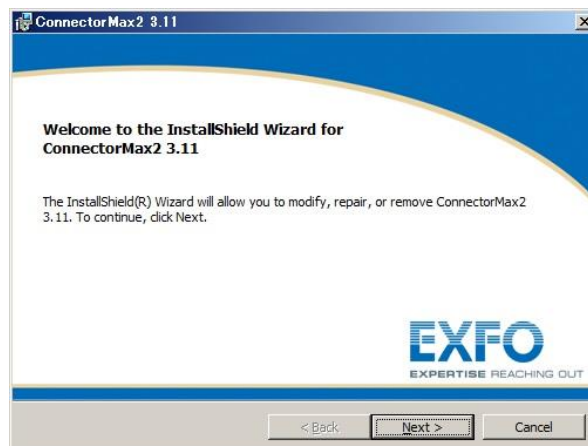 ConnectorMax2 3.11
Welcome to the InstallShield Wizard for
ConnectorMax2 3.11
The InstallShield(R) Wizard will allow you to modify, repair, or remove ConnectorMax2
3.11. To continue, click Next.
EXFO
EXPERTISE REACHING OUT
< Back
Next >
Cancel